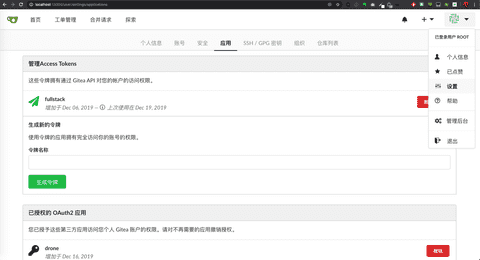 localhost
首页 工单管理 合并请求 探索
已登录用户 ROOT
个人信息
已点赞
设置
帮助
管理后台
退出
个人信息 账号 安全 应用 SSH / GPG 密钥 组织 仓库列表
管理Access Tokens
这些令牌拥有通过 Gitea API 对您的帐户的访问权限。
fullstack
增加于 Dec 06, 2019 — 上次使用在 Dec 19, 2019
生成新的令牌
使用令牌的应用拥有完全访问你的账号的权限。
令牌名称
生成令牌
已授权的 OAuth2 应用
您已授予这些第三方应用访问您个人 Gitea 账户的权限。请对不再需要的应用撤销授权。
drone
增加于 Dec 16, 2019
撤销